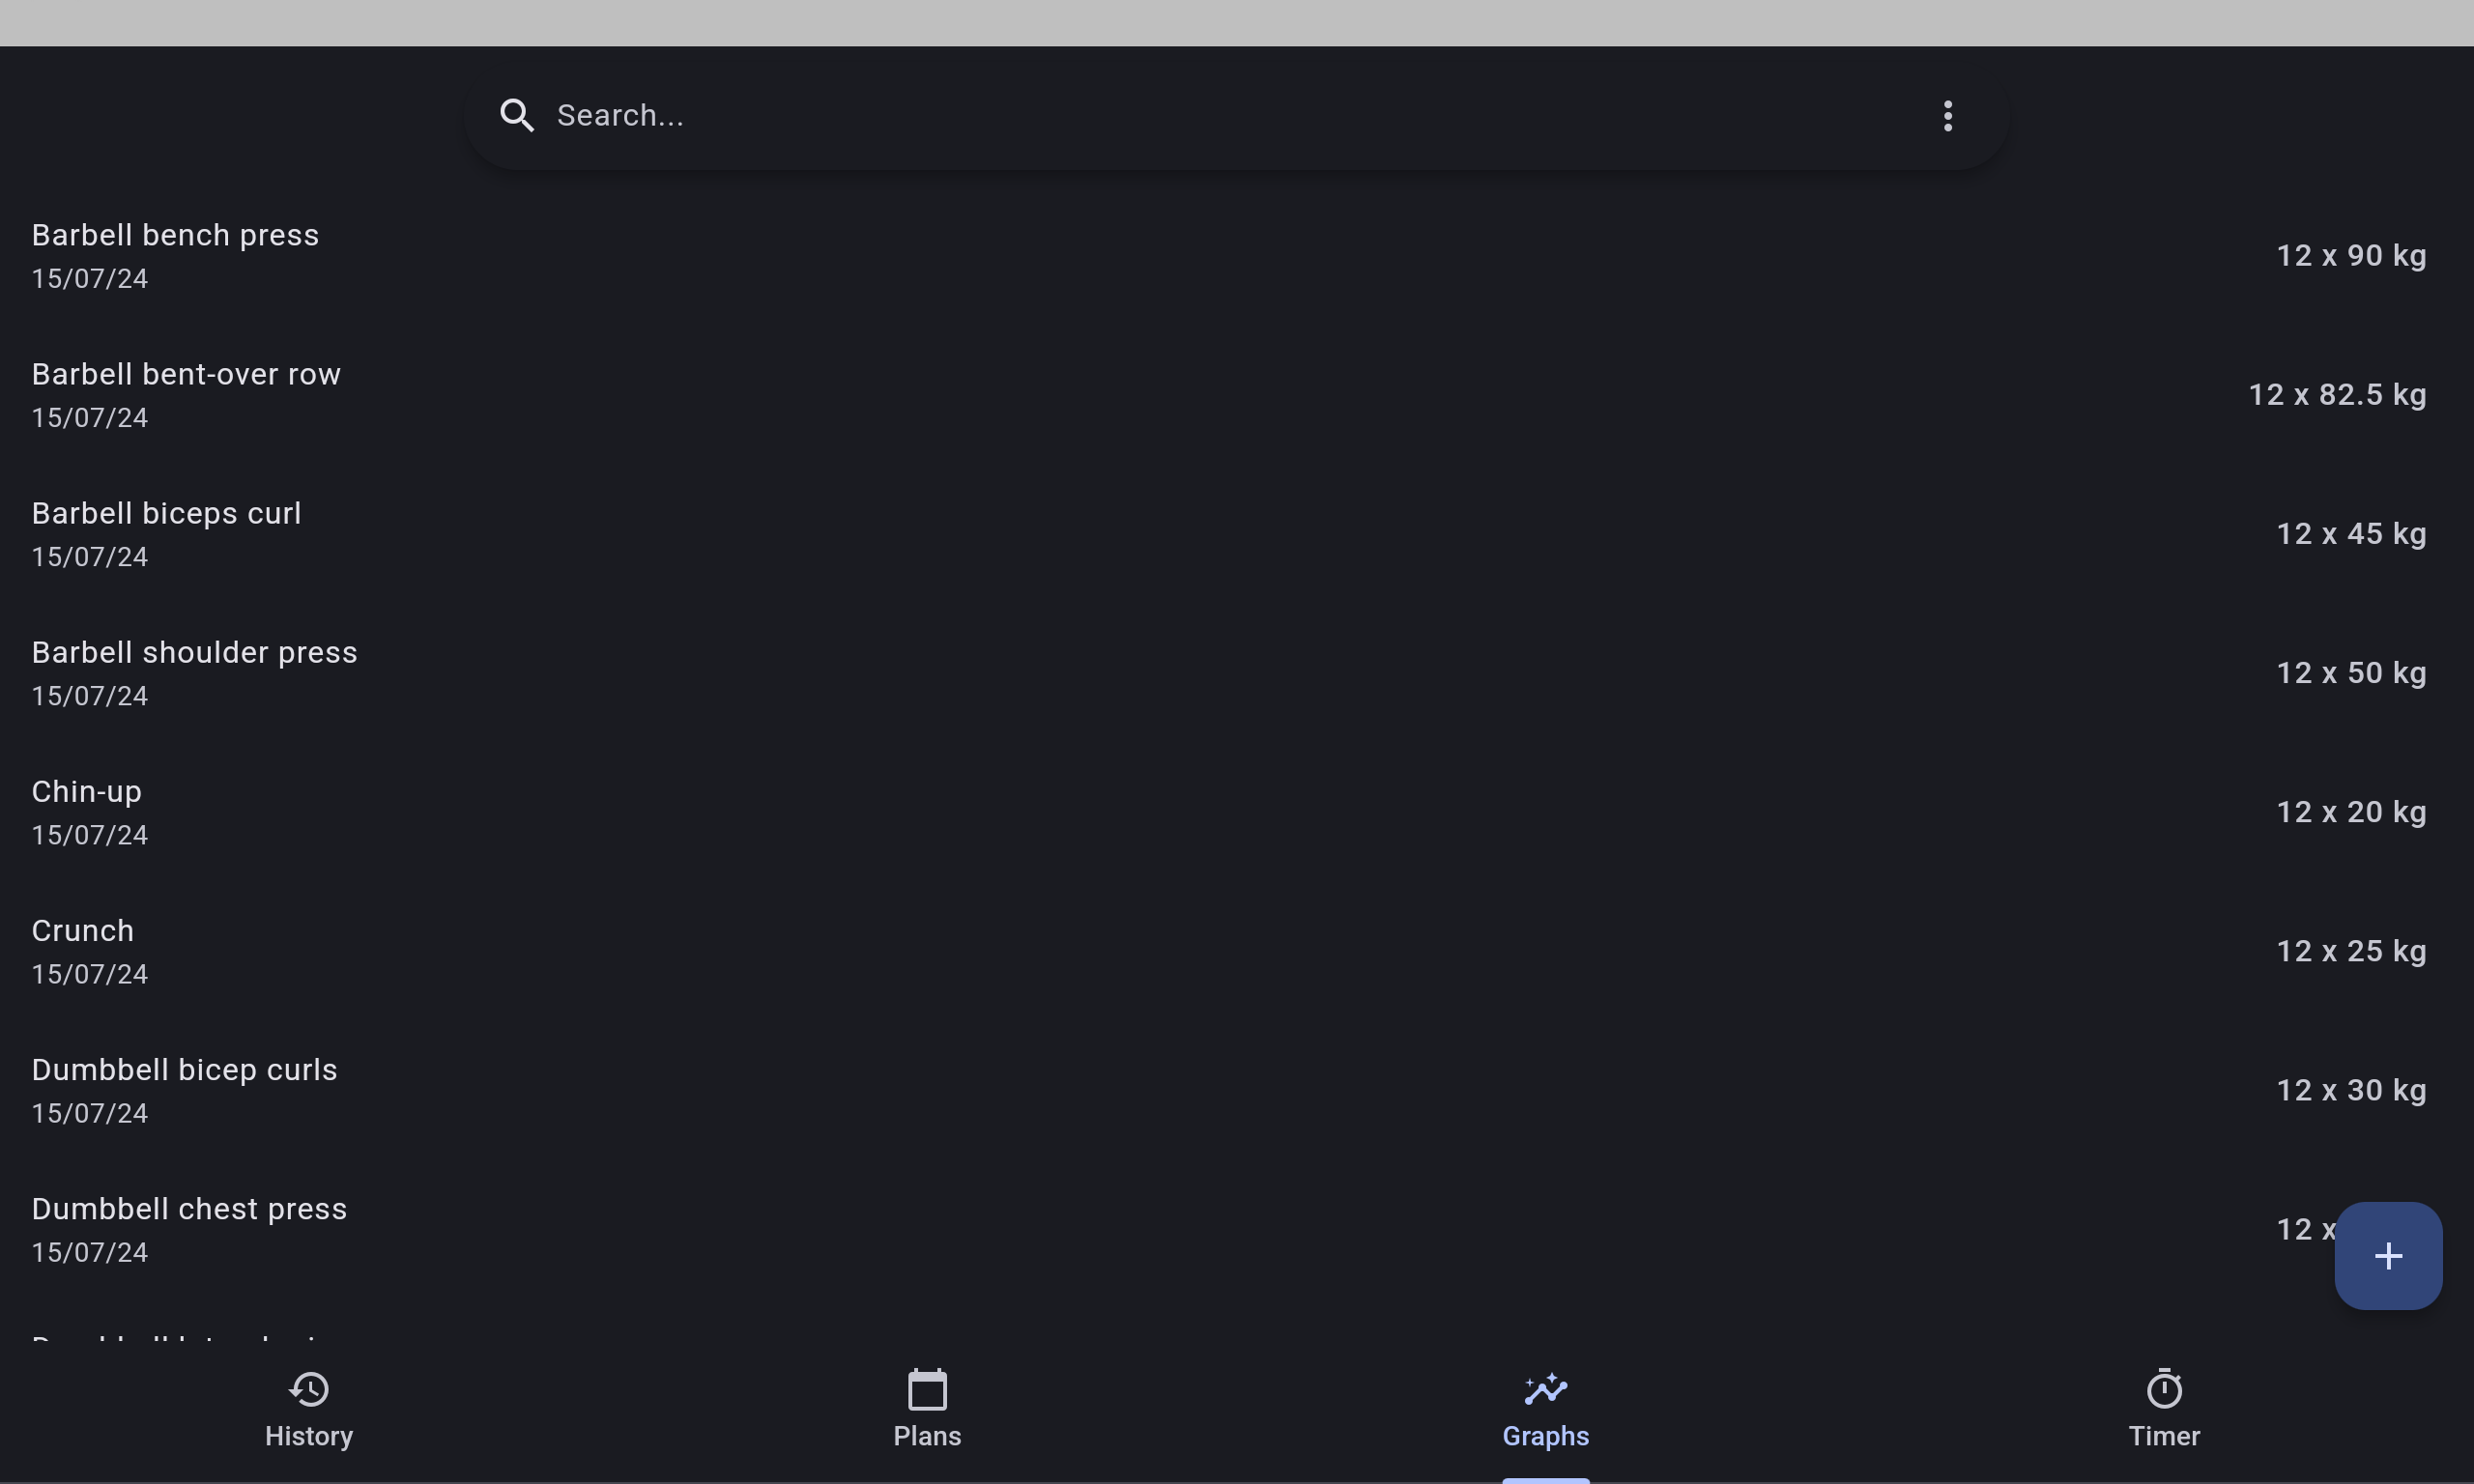 Search...
Barbell bench press
15/07/24
12 x 90 kg
Barbell bent-over row
15/07/24
12 x 82.5 kg
Barbell biceps curl
15/07/24
12 x 45 kg
Barbell shoulder press
15/07/24
12 x 50 kg
Chin-up
15/07/24
12 x 20 kg
Crunch
15/07/24
12 x 25 kg
Dumbbell bicep curls
15/07/24
12 x 30 kg
Dumbbell chest press
15/07/24
12 x
History
Plans
Graphs
Timer